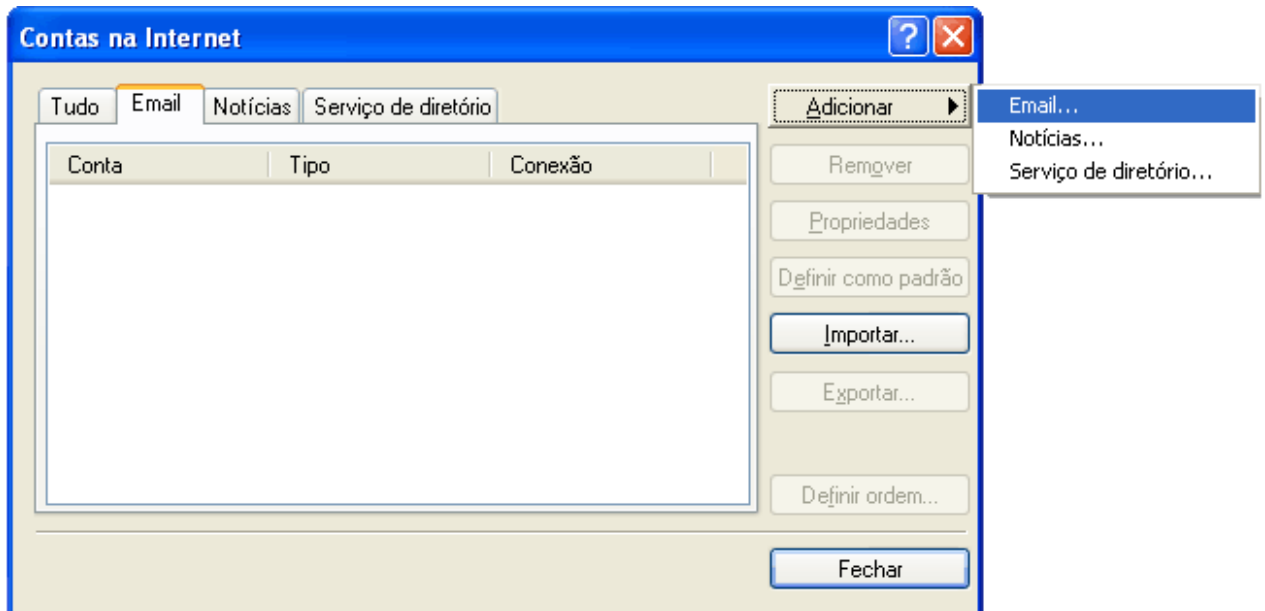 Contas na Internet
Tudo Email Notícias Serviço de diretório
Adicionar
Email...
Notícias...
Serviço de diretório...
Conta Tipo Conexão
Remover
Propriedades
Definir como padrão
Importar...
Exportar...
Definir ordem...
Fechar